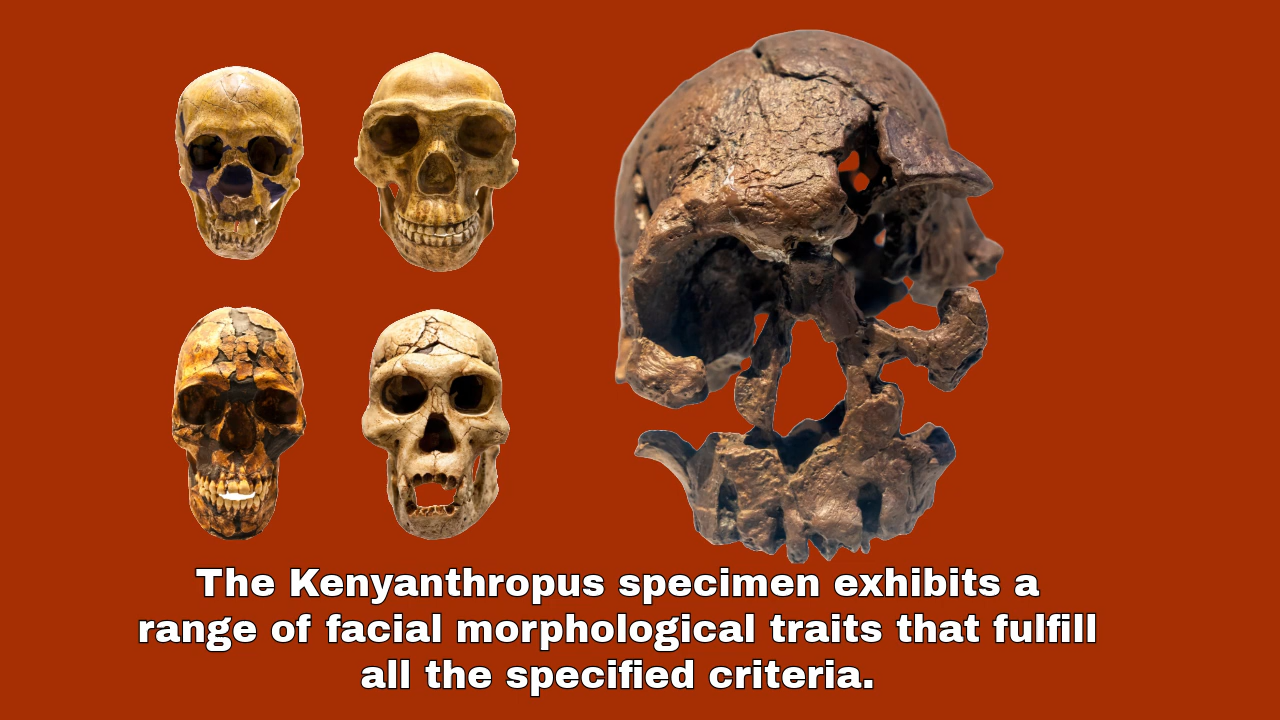 The Kenyanthropus specimen exhibits a
range of facial morphological traits that fulfill
all the specified criteria.